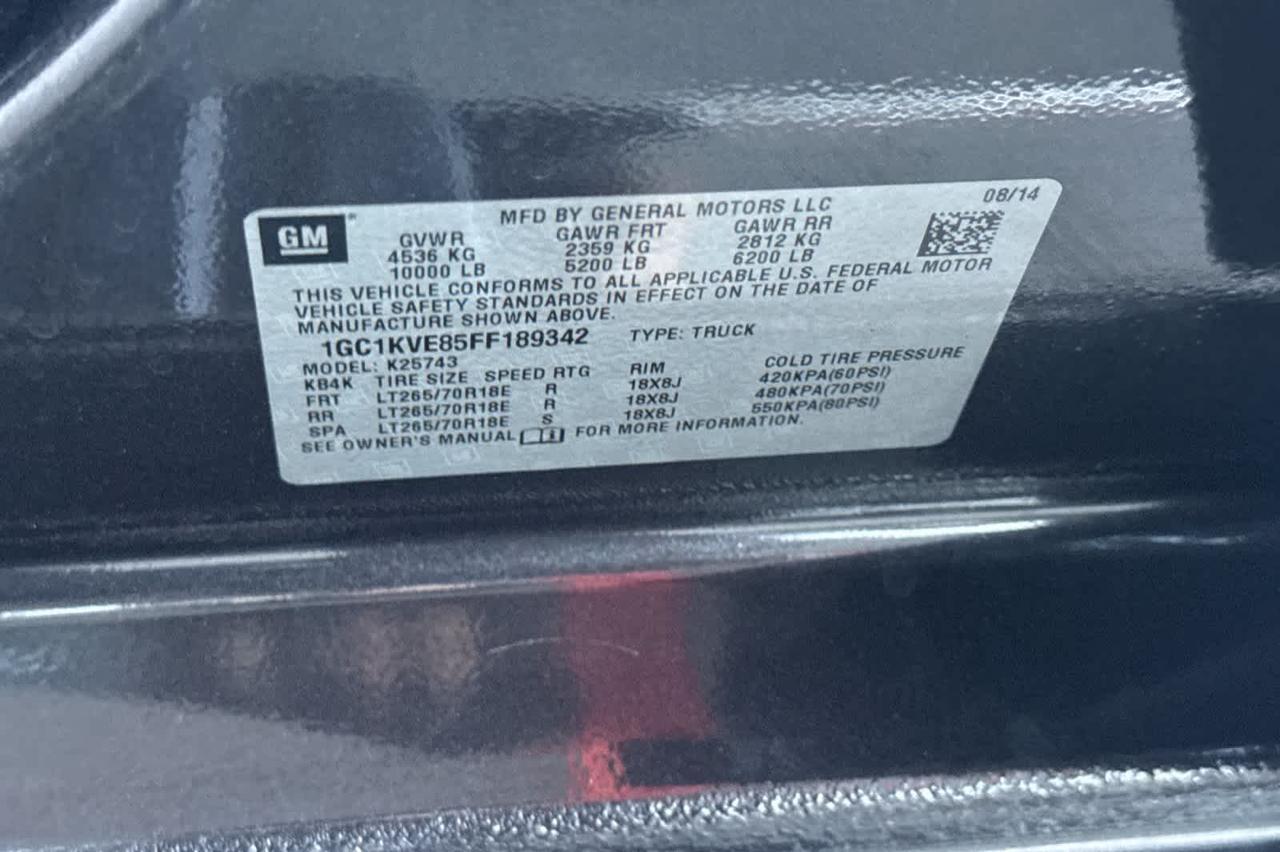 GM
08/14
MFD BY GENERAL MOTORS LLC
GVWR GAWR FRT GAWR RR
4536 KG 2359 KG 2812 KG
10000 LB 5200 LB 6200 LB
THIS VEHICLE CONFORMS TO ALL APPLICABLE U.S. FEDERAL MOTOR
VEHICLE SAFETY STANDARDS IN EFFECT ON THE DATE OF
MANUFACTURE SHOWN ABOVE.
1GC1KVE85FF189342 TYPE: TRUCK
MODEL: K25743
KB4K TIRE SIZE SPEED RTG RIM COLD TIRE PRESSURE
FRT LT265/70R18E R 18X8J 420KPA(60PSI)
RR LT265/70R18E R 18X8J 480KPA(70PSI)
SPA LT265/70R18E S 18X8J 550KPA(80PSI)
SEE OWNER'S MANUAL FOR MORE INFORMATION.